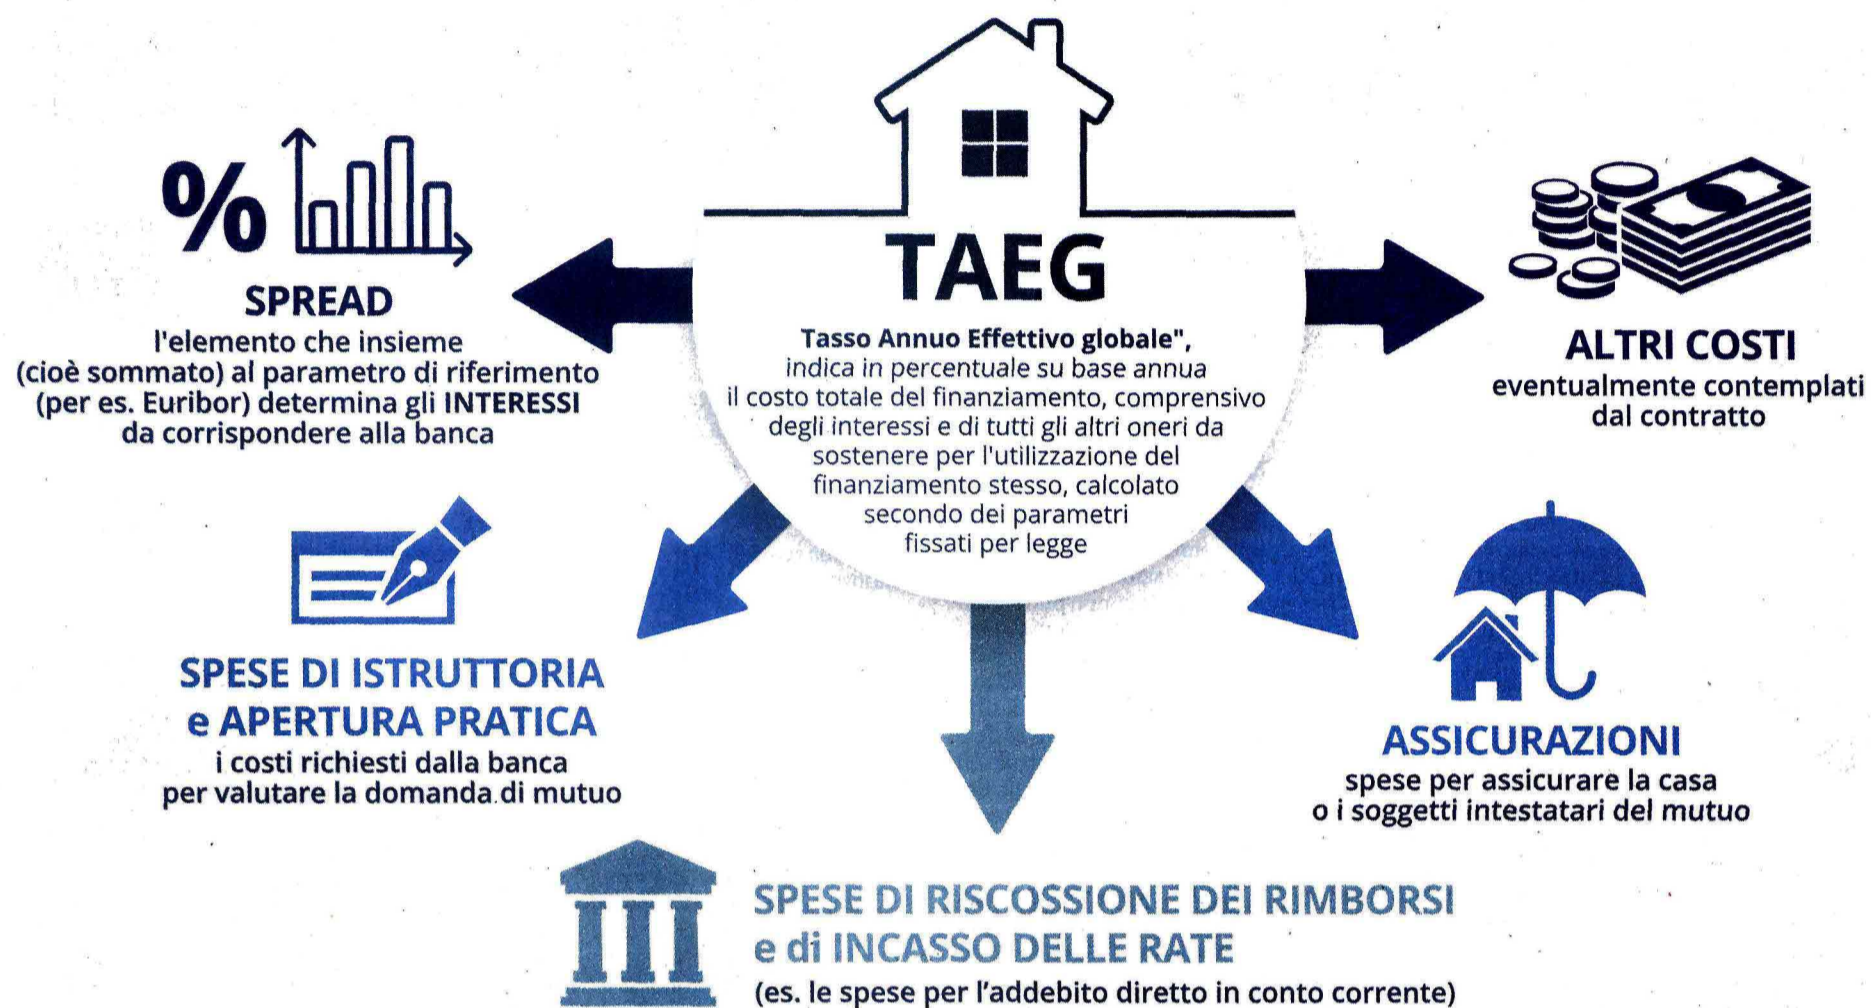 TAEG
Tasso Annuo Effettivo globale",
indica in percentuale su base annua
il costo totale del finanziamento, comprensivo
degli interessi e di tutti gli altri oneri da
sostenere per l'utilizzazione del
finanziamento stesso, calcolato
secondo dei parametri
fissati per legge
%
SPREAD
l'elemento che insieme
(cioè sommato) al parametro di riferimento
(per es. Euribor) determina gli INTERESSI
da corrispondere alla banca
ALTRI COSTI
eventualmente contemplati
dal contratto
SPESE DI ISTRUTTORIA
e APERTURA PRATICA
i costi richiesti dalla banca
per valutare la domanda di mutuo
ASSICURAZIONI
spese per assicurare la casa
o i soggetti intestatari del mutuo
SPESE DI RISCOSSIONE DEI RIMBORSI
e di INCASSO DELLE RATE
(es. le spese per l'addebito diretto in conto corrente)